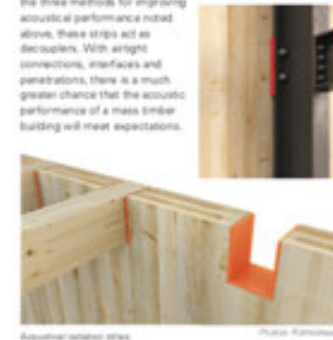 the three methods for improving
acoustical performance noted
above, these strips act as
decouplers. With airtight
connections, interfaces and
penetrations, there is a much
greater chance that the acoustic
performance of a mass timber
building will meet expectations.
Acoustical isolation strips
Photos: